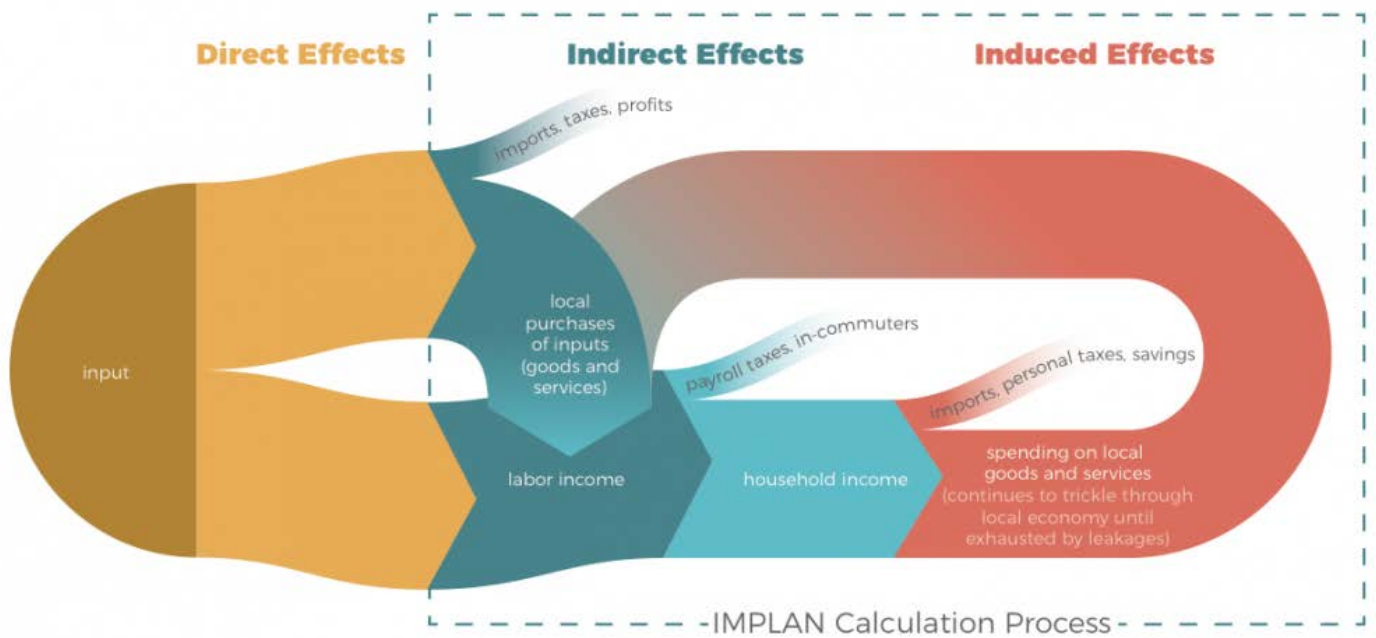 Direct Effects
Indirect Effects
Induced Effects
imports, taxes, profits
local
purchases
of inputs
(goods and
services)
input
payroll taxes, in-commuters
imports, personal taxes, savings
labor income
household income
spending on local
goods and services
(continues to trickle through
local economy until
exhausted by leakages)
IMPLAN Calculation Process